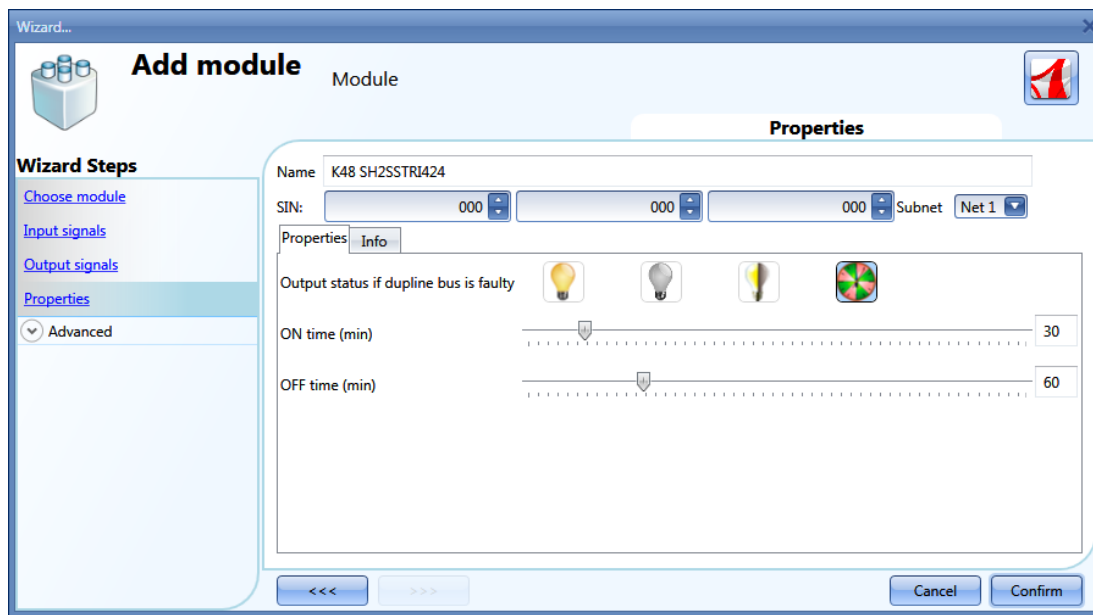 Wizard...
Add module
Module
Properties
Wizard Steps
Choose module
Input signals
Output signals
Properties
Advanced
Name K48 SH2SSTRI424
SIN: 000 000 000 Subnet Net 1
Properties Info
Output status if dupline bus is faulty
ON time (min) 30
OFF time (min) 60
<<< >>> Cancel Confirm